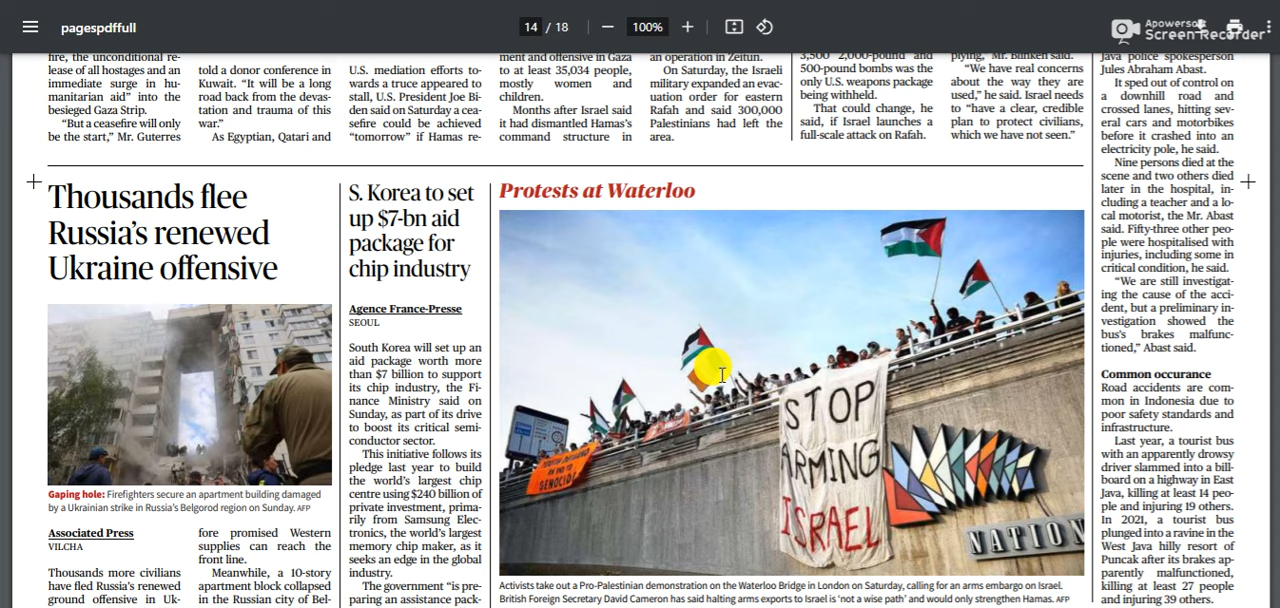 pagespdffull
14 / 18
100%
Apowersoft
Screen Recorder
fire, the unconditional re-
lease of all hostages and an
immediate surge in hu-
manitarian aid” into the
besieged Gaza Strip.
“But a ceasefire will only
be the start,” Mr. Guterres
told a donor conference in
Kuwait. “It will be a long
road back from the devas-
tation and trauma of this
war.”
As Egyptian, Qatari and
U.S. mediation efforts to-
wards a truce appeared to
stall, U.S. President Joe Bi-
den said on Saturday a cea-
sefire could be achieved
“tomorrow” if Hamas re-
ment and offensive in Gaza
to at least 35,034 people,
mostly women and
children.
Months after Israel said
it had dismantled Hamas’s
command structure in
an operation in Zeitun.
On Saturday, the Israeli
military expanded an evac-
uation order for eastern
Rafah and said 300,000
Palestinians had left the
area.
3,500 2,000-pound and
500-pound bombs was the
only U.S. weapons package
being withheld.
That could change, he
said, if Israel launches a
full-scale attack on Rafah.
plying,” Mr. Blinken said.
“We have real concerns
about the way they are
used,” he said. Israel needs
to “have a clear, credible
plan to protect civilians,
which we have not seen.”
Java police spokesperson
Jules Abraham Abast.
It sped out of control on
a downhill road and
crossed lanes, hitting sev-
eral cars and motorbikes
before it crashed into an
electricity pole, he said.
Nine persons died at the
scene and two others died
later in the hospital, in-
cluding a teacher and a lo-
cal motorist, the Mr. Abast
said. Fifty-three other peo-
ple were hospitalised with
injuries, including some in
critical condition, he said.
“We are still investigat-
ing the cause of the acci-
dent, but a preliminary in-
vestigation showed the
bus’s brakes malfunc-
tioned,” Abast said.
Common occurance
Road accidents are com-
mon in Indonesia due to
poor safety standards and
infrastructure.
Last year, a tourist bus
with an apparently drowsy
driver slammed into a bill-
board on a highway in East
Java, killing at least 14 peo-
ple and injuring 19 others.
In 2021, a tourist bus
plunged into a ravine in the
West Java hilly resort of
Puncak after its brakes ap-
parently malfunctioned,
killing at least 27 people
and injuring 39 others.
Thousands flee
Russia’s renewed
Ukraine offensive
Gaping hole: Firefighters secure an apartment building damaged
by a Ukrainian strike in Russia’s Belgorod region on Sunday. AFP
Associated Press
VILCHA
Thousands more civilians
have fled Russia’s renewed
ground offensive in Uk-
fore promised Western
supplies can reach the
front line.
Meanwhile, a 10-story
apartment block collapsed
in the Russian city of Bel-
S. Korea to set
up $7-bn aid
package for
chip industry
Agence France-Presse
SEOUL
South Korea will set up an
aid package worth more
than $7 billion to support
its chip industry, the Fi-
nance Ministry said on
Sunday, as part of its drive
to boost its critical semi-
conductor sector.
This initiative follows its
pledge last year to build
the world’s largest chip
centre using $240 billion of
private investment, prima-
rily from Samsung Elec-
tronics, the world’s largest
memory chip maker, as it
seeks an edge in the global
industry.
The government “is pre-
paring an assistance pack-
Protests at Waterloo
STOP
ARMING
ISRAEL
NATION
GENOCIDE
Activists take out a Pro-Palestinian demonstration on the Waterloo Bridge in London on Saturday, calling for an arms embargo on Israel.
British Foreign Secretary David Cameron has said halting arms exports to Israel is ‘not a wise path’ and would only strengthen Hamas. AFP